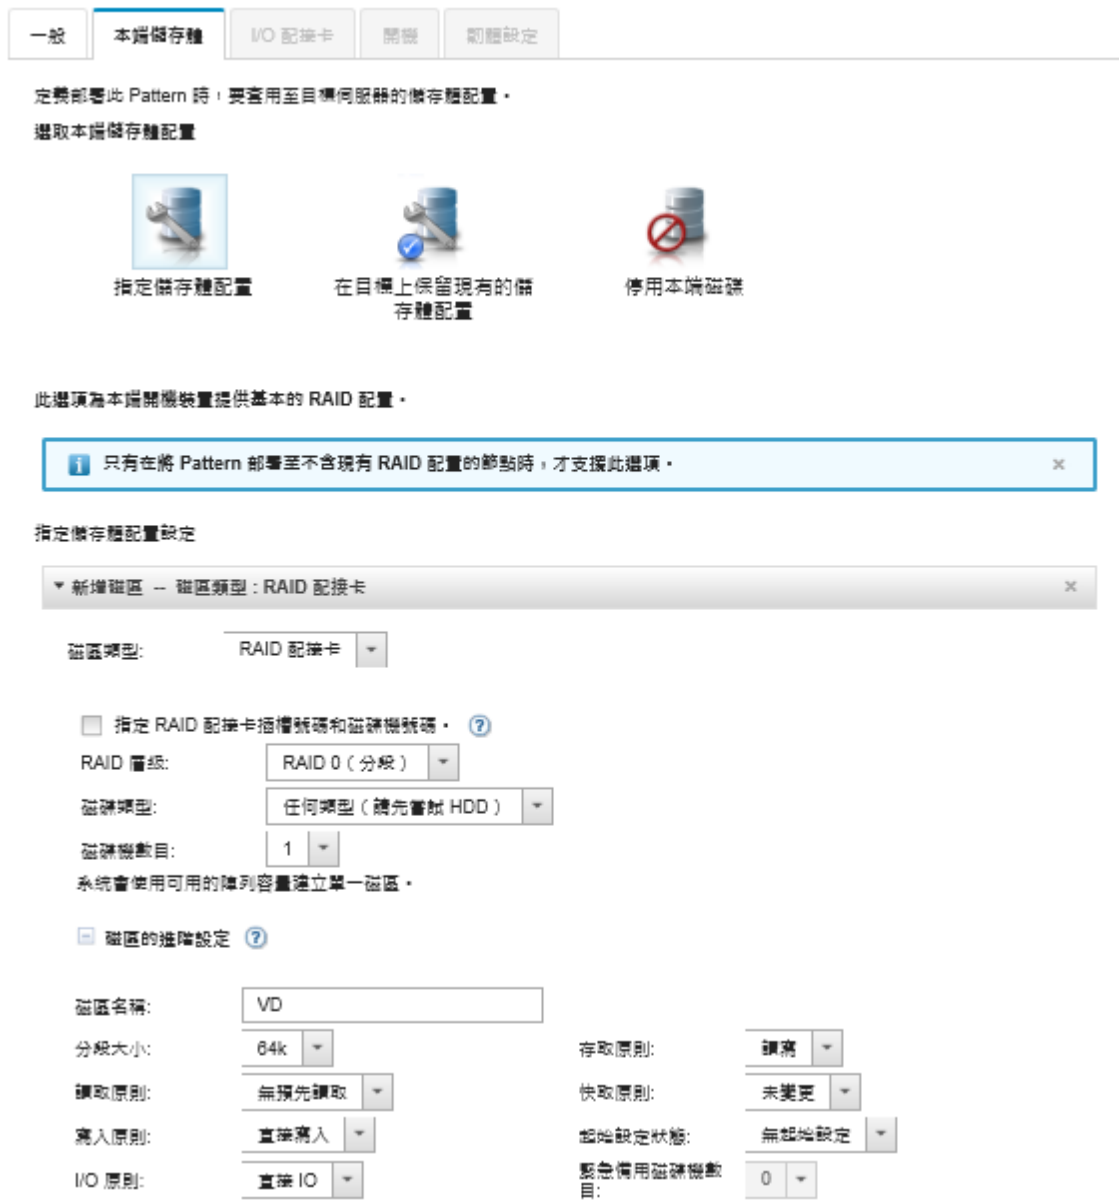 一般 本端儲存體 I/O 配接卡 開機 韌體設定
定義部署此 Pattern 時，要套用至目標伺服器的儲存體配置。
選取本端儲存體配置
指定儲存體配置 在目標上保留現有的儲存體配置 停用本端磁碟
此選項為本端開機裝置提供基本的 RAID 配置。
只有在將 Pattern 部署至不含現有 RAID 配置的節點時，才支援此選項。
指定儲存體配置設定
新增磁區 -- 磁區類型 : RAID 配接卡
磁區類型: RAID 配接卡
指定 RAID 配接卡插槽號碼和磁碟機號碼。
RAID 層級: RAID 0（分段）
磁碟類型: 任何類型（請先嘗試 HDD）
磁碟機數目: 1
系統會使用可用的陣列容量建立單一磁區。
磁區的進階設定
磁區名稱: VD
分段大小: 64k 存取原則: 讀寫
讀取原則: 無預先讀取 快取原則: 未變更
寫入原則: 直接寫入 起始設定狀態: 無起始設定
I/O 原則: 直接 IO 緊急備用磁碟機數目: 0